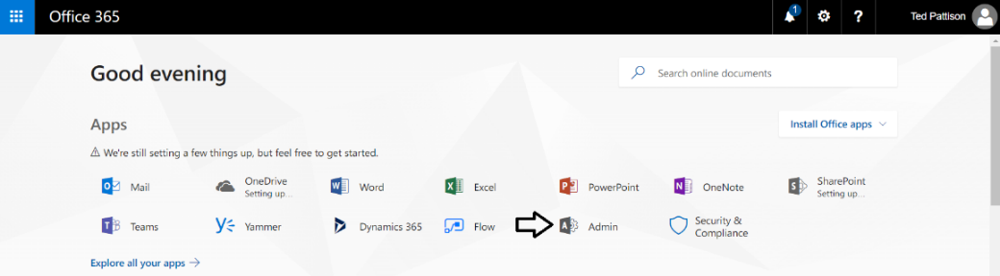 Office 365
1
?
Ted Pattison
Good evening
Search online documents
Apps
Install Office apps
We're still setting a few things up, but feel free to get started.
Mail
OneDrive
Setting up...
Word
Excel
PowerPoint
OneNote
SharePoint
Setting up...
Teams
Yammer
Dynamics 365
Flow
Admin
Security &
Compliance
Explore all your apps